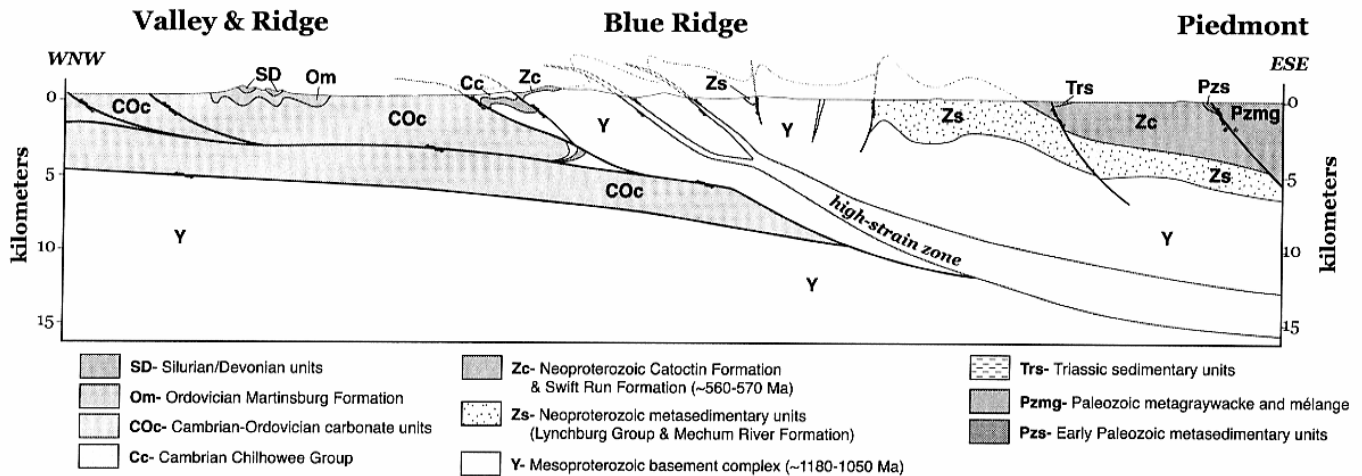 Valley & Ridge
Blue Ridge
Piedmont
WNW
ESE
SD
Om
Cc
Zc
Zs
Trs
Pzs
0
COc
COc
Y
Y
Zs
Zc
Pzmg
0
5
COc
Zs
5
kilometers
Y
high-strain zone
Y
kilometers
10
Y
10
15
15
SD- Silurian/Devonian units
Om- Ordovician Martinsburg Formation
COc- Cambrian-Ordovician carbonate units
Cc- Cambrian Chilhowee Group
Zc- Neoproterozoic Catoctin Formation
& Swift Run Formation (~560-570 Ma)
Zs- Neoproterozoic metasedimentary units
(Lynchburg Group & Mechum River Formation)
Y- Mesoproterozoic basement complex (~1180-1050 Ma)
Trs- Triassic sedimentary units
Pzmg- Paleozoic metagraywacke and mélange
Pzs- Early Paleozoic metasedimentary units